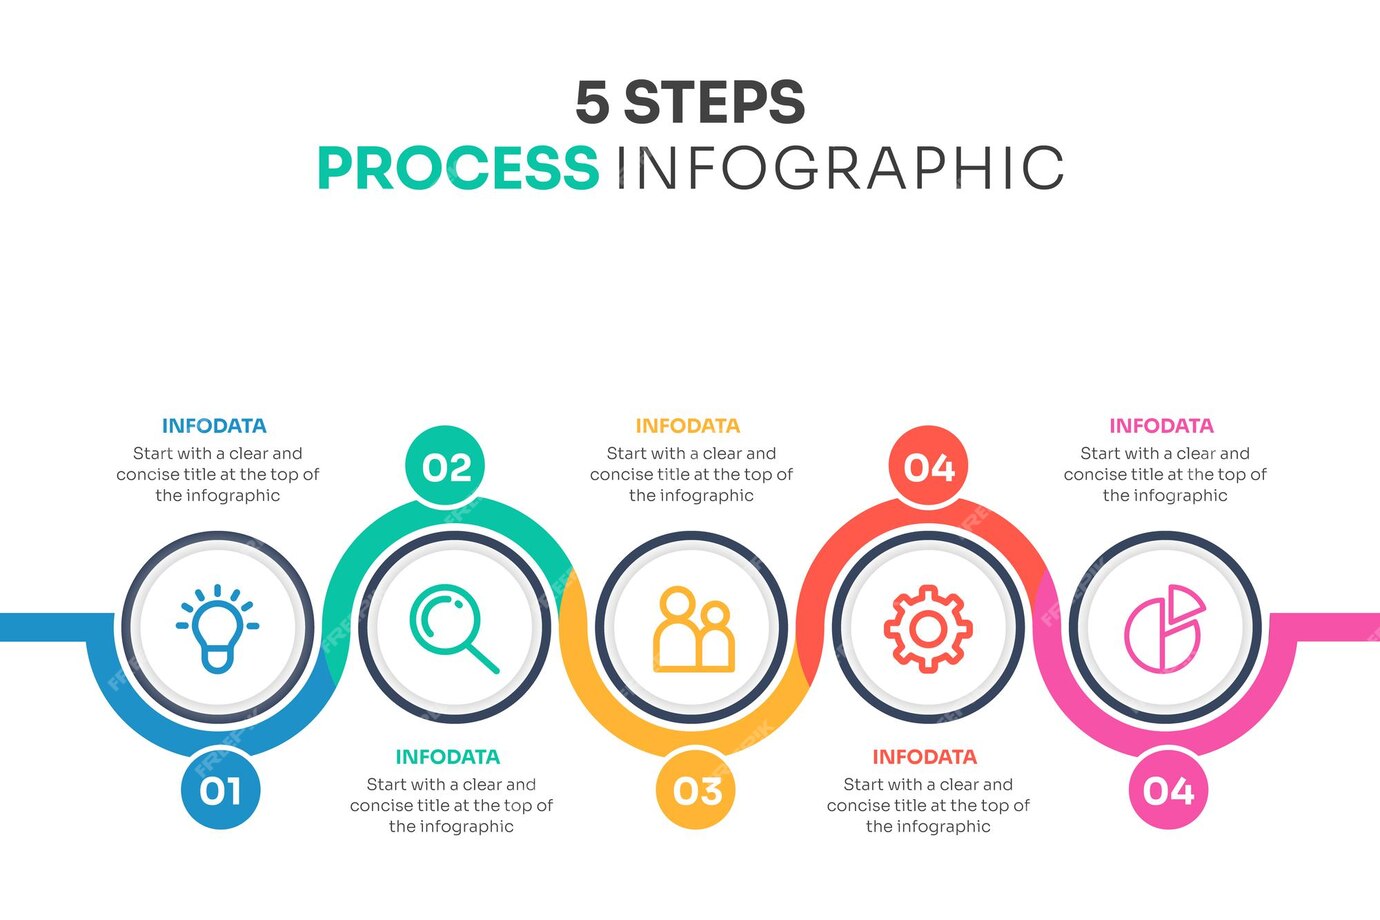 5 STEPS
PROCESS INFOGRAPHIC
INFODATA
Start with a clear and
concise title at the top of
the infographic
01
02
INFODATA
Start with a clear and
concise title at the top of
the infographic
INFODATA
Start with a clear and
concise title at the top of
the infographic
03
04
INFODATA
Start with a clear and
concise title at the top of
the infographic
INFODATA
Start with a clear and
concise title at the top of
the infographic
04